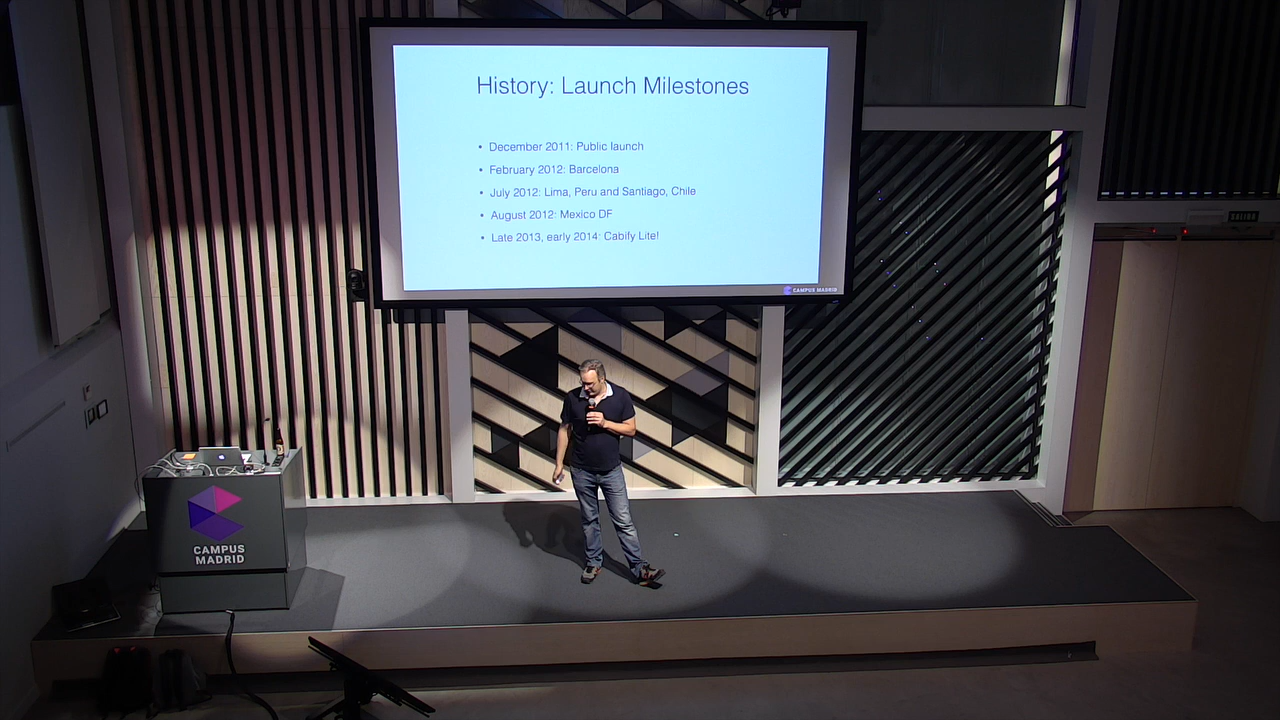 History: Launch Milestones
• December 2011: Public launch
• February 2012: Barcelona
• July 2012: Lima, Peru and Santiago, Chile
• August 2012: Mexico DF
• Late 2013, early 2014: Cabify Lite!
CAMPUS MADRID
SALIDA
CAMPUS
MADRID